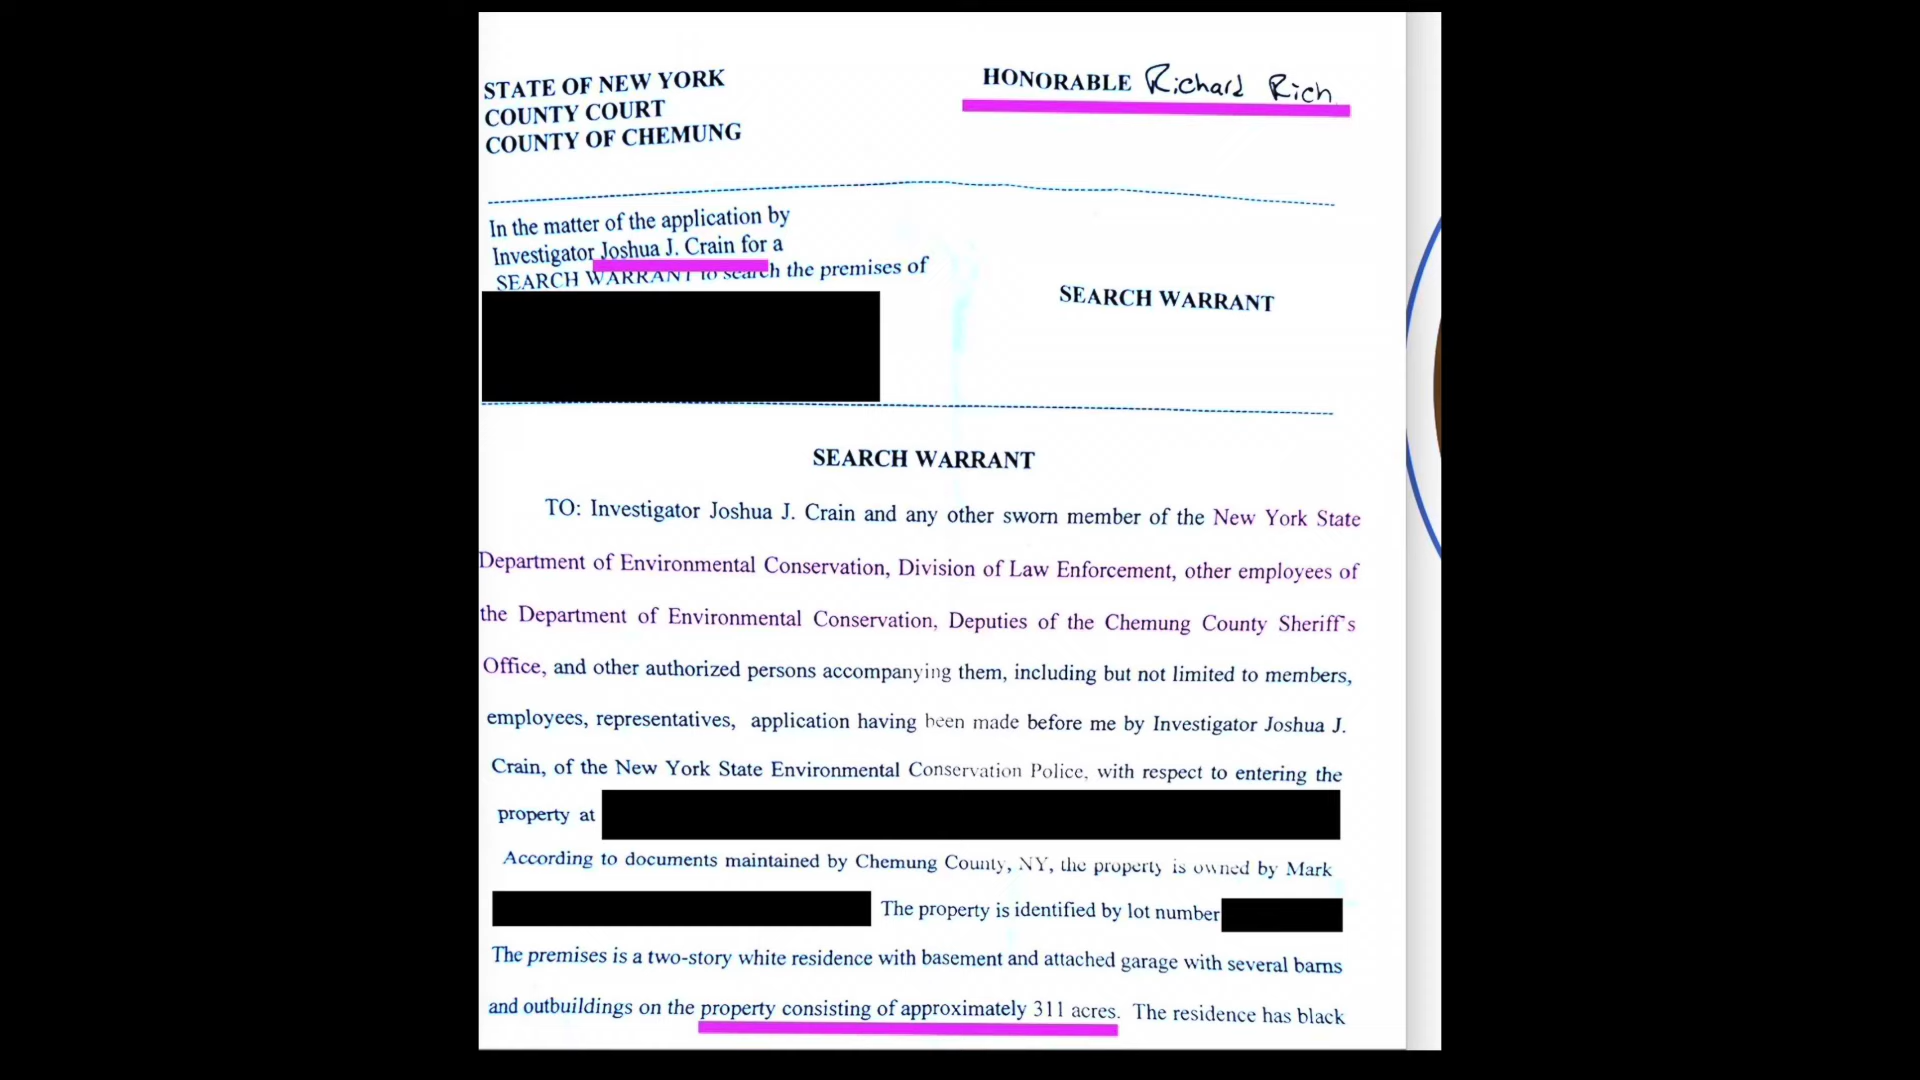 STATE OF NEW YORK
COUNTY COURT
COUNTY OF CHEMUNG
HONORABLE Richard Rich
In the matter of the application by
Investigator Joshua J. Crain for a
SEARCH WARRANT to search the premises of
SEARCH WARRANT
SEARCH WARRANT
TO: Investigator Joshua J. Crain and any other sworn member of the New York State
Department of Environmental Conservation, Division of Law Enforcement, other employees of
the Department of Environmental Conservation, Deputies of the Chemung County Sheriff's
Office, and other authorized persons accompanying them, including but not limited to members,
employees, representatives, application having been made before me by Investigator Joshua J.
Crain, of the New York State Environmental Conservation Police, with respect to entering the
property at
According to documents maintained by Chemung County, NY, the property is owned by Mark
The property is identified by lot number
The premises is a two-story white residence with basement and attached garage with several barns
and outbuildings on the property consisting of approximately 311 acres. The residence has black